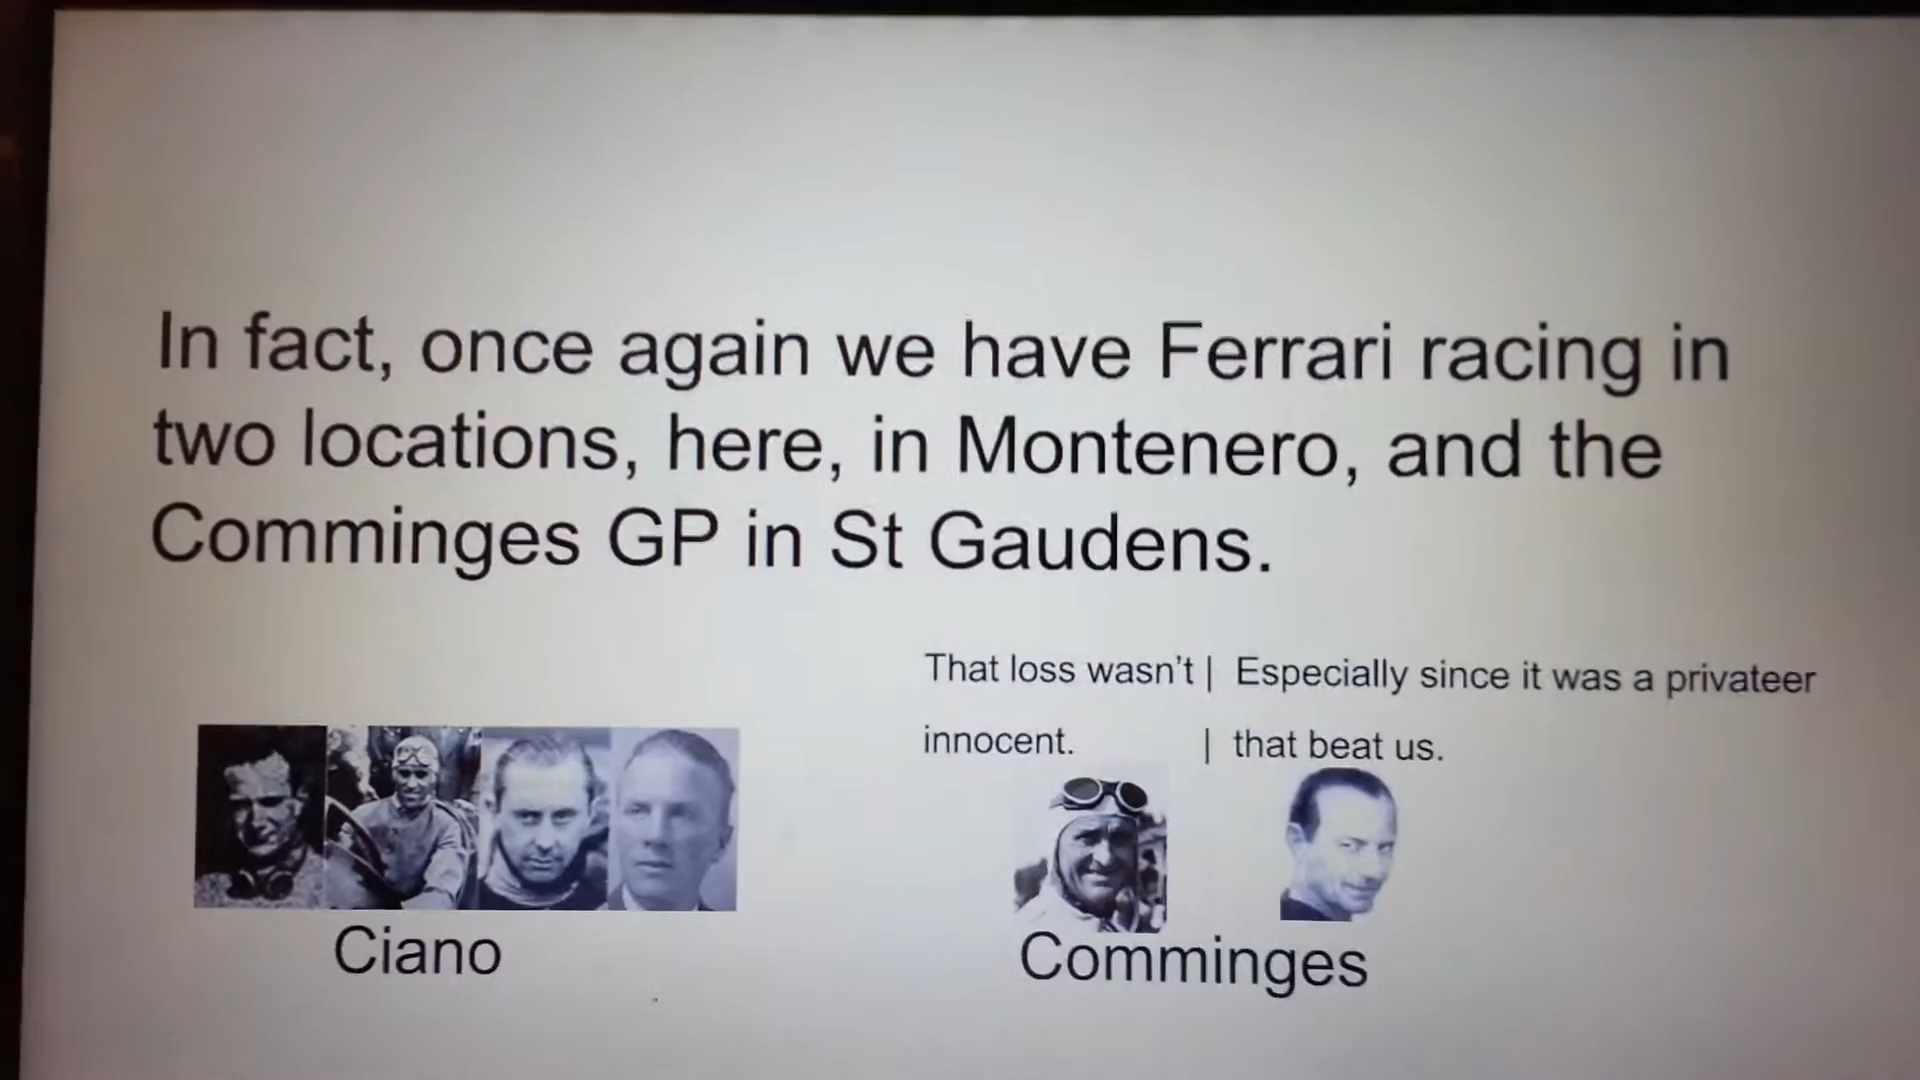 In fact, once again we have Ferrari racing in
two locations, here, in Montenero, and the
Comminges GP in St Gaudens.
That loss wasn't | Especially since it was a privateer
innocent. | that beat us.
Ciano
Comminges